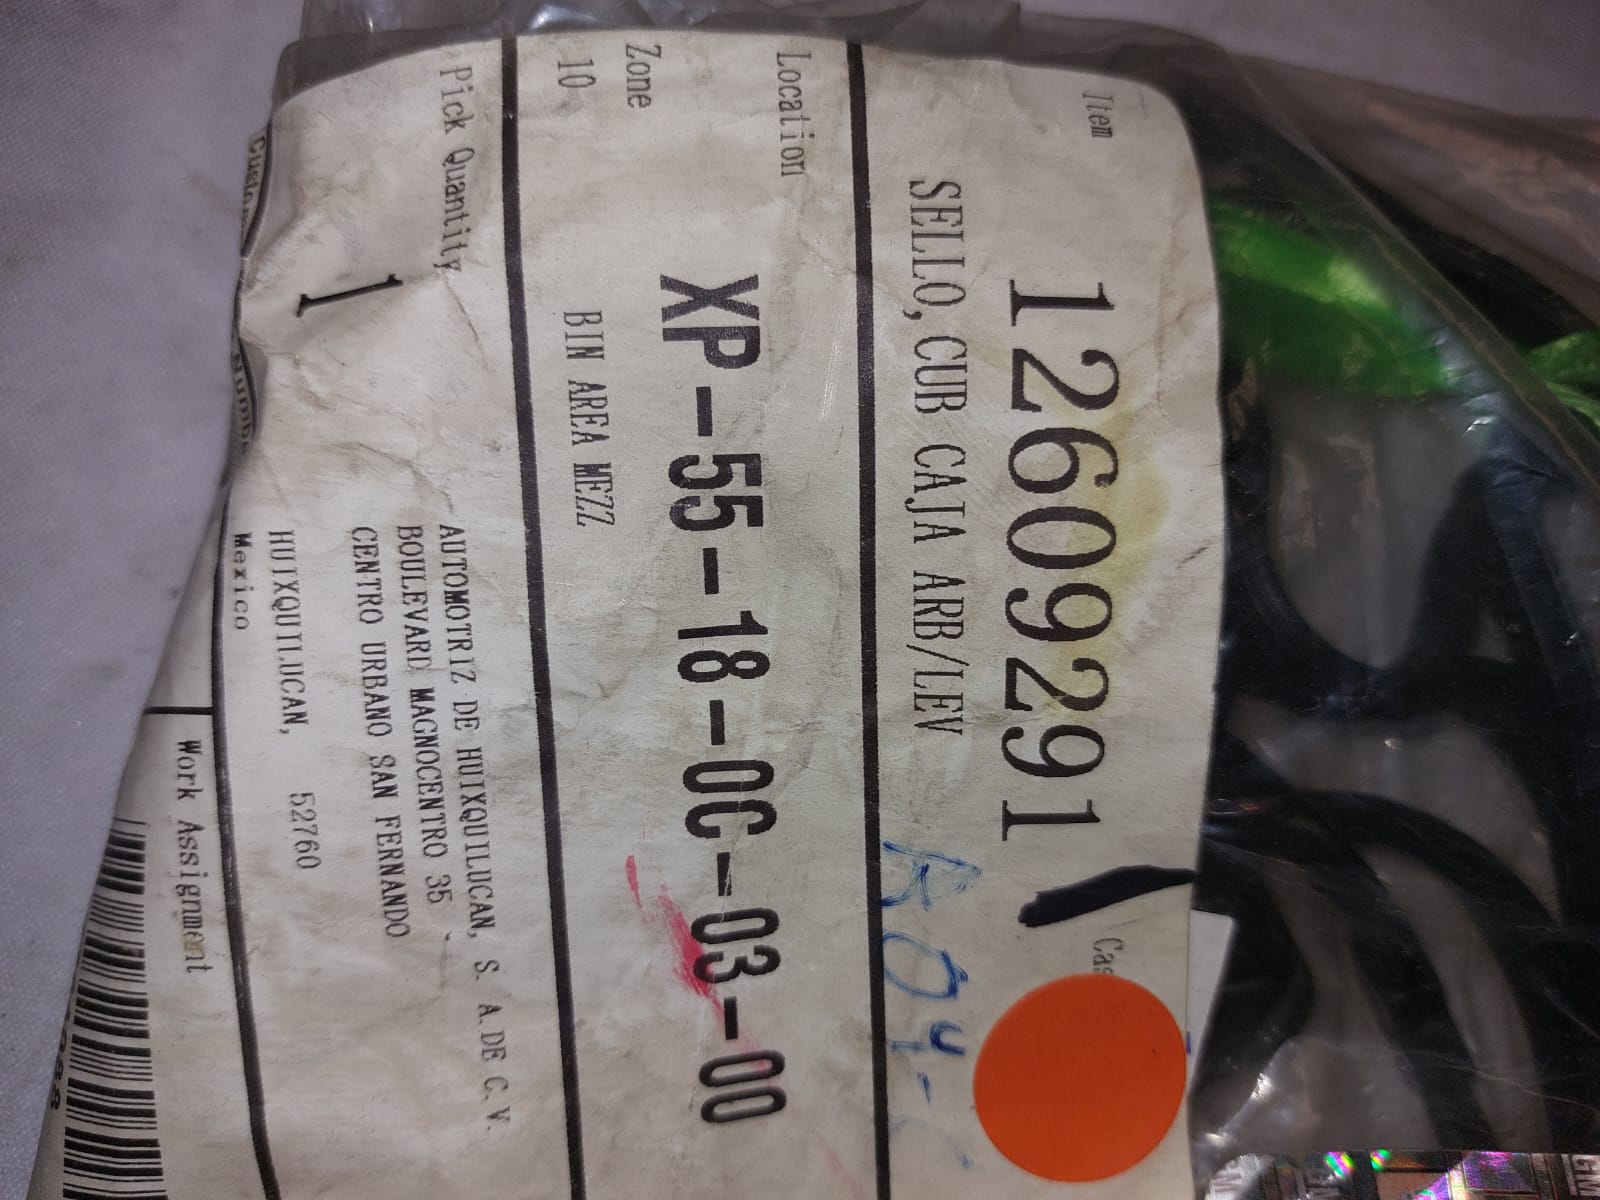 Item
12609291
SELLO, CUB CAJA ARB/LEV
A04-
Location
XP-55-18-0C-03-00
Zone
10
BIN AREA MEZZ
Pick Quantity
1
AUTOMOTRIZ DE HUIXQUILUCAN, S. A. DE C. V.
BOULEVARD MAGNOCENTRO 35
CENTRO URBANO SAN FERNANDO
HUIXQUILUCAN, 52760
Mexico
Work Assignment
GM